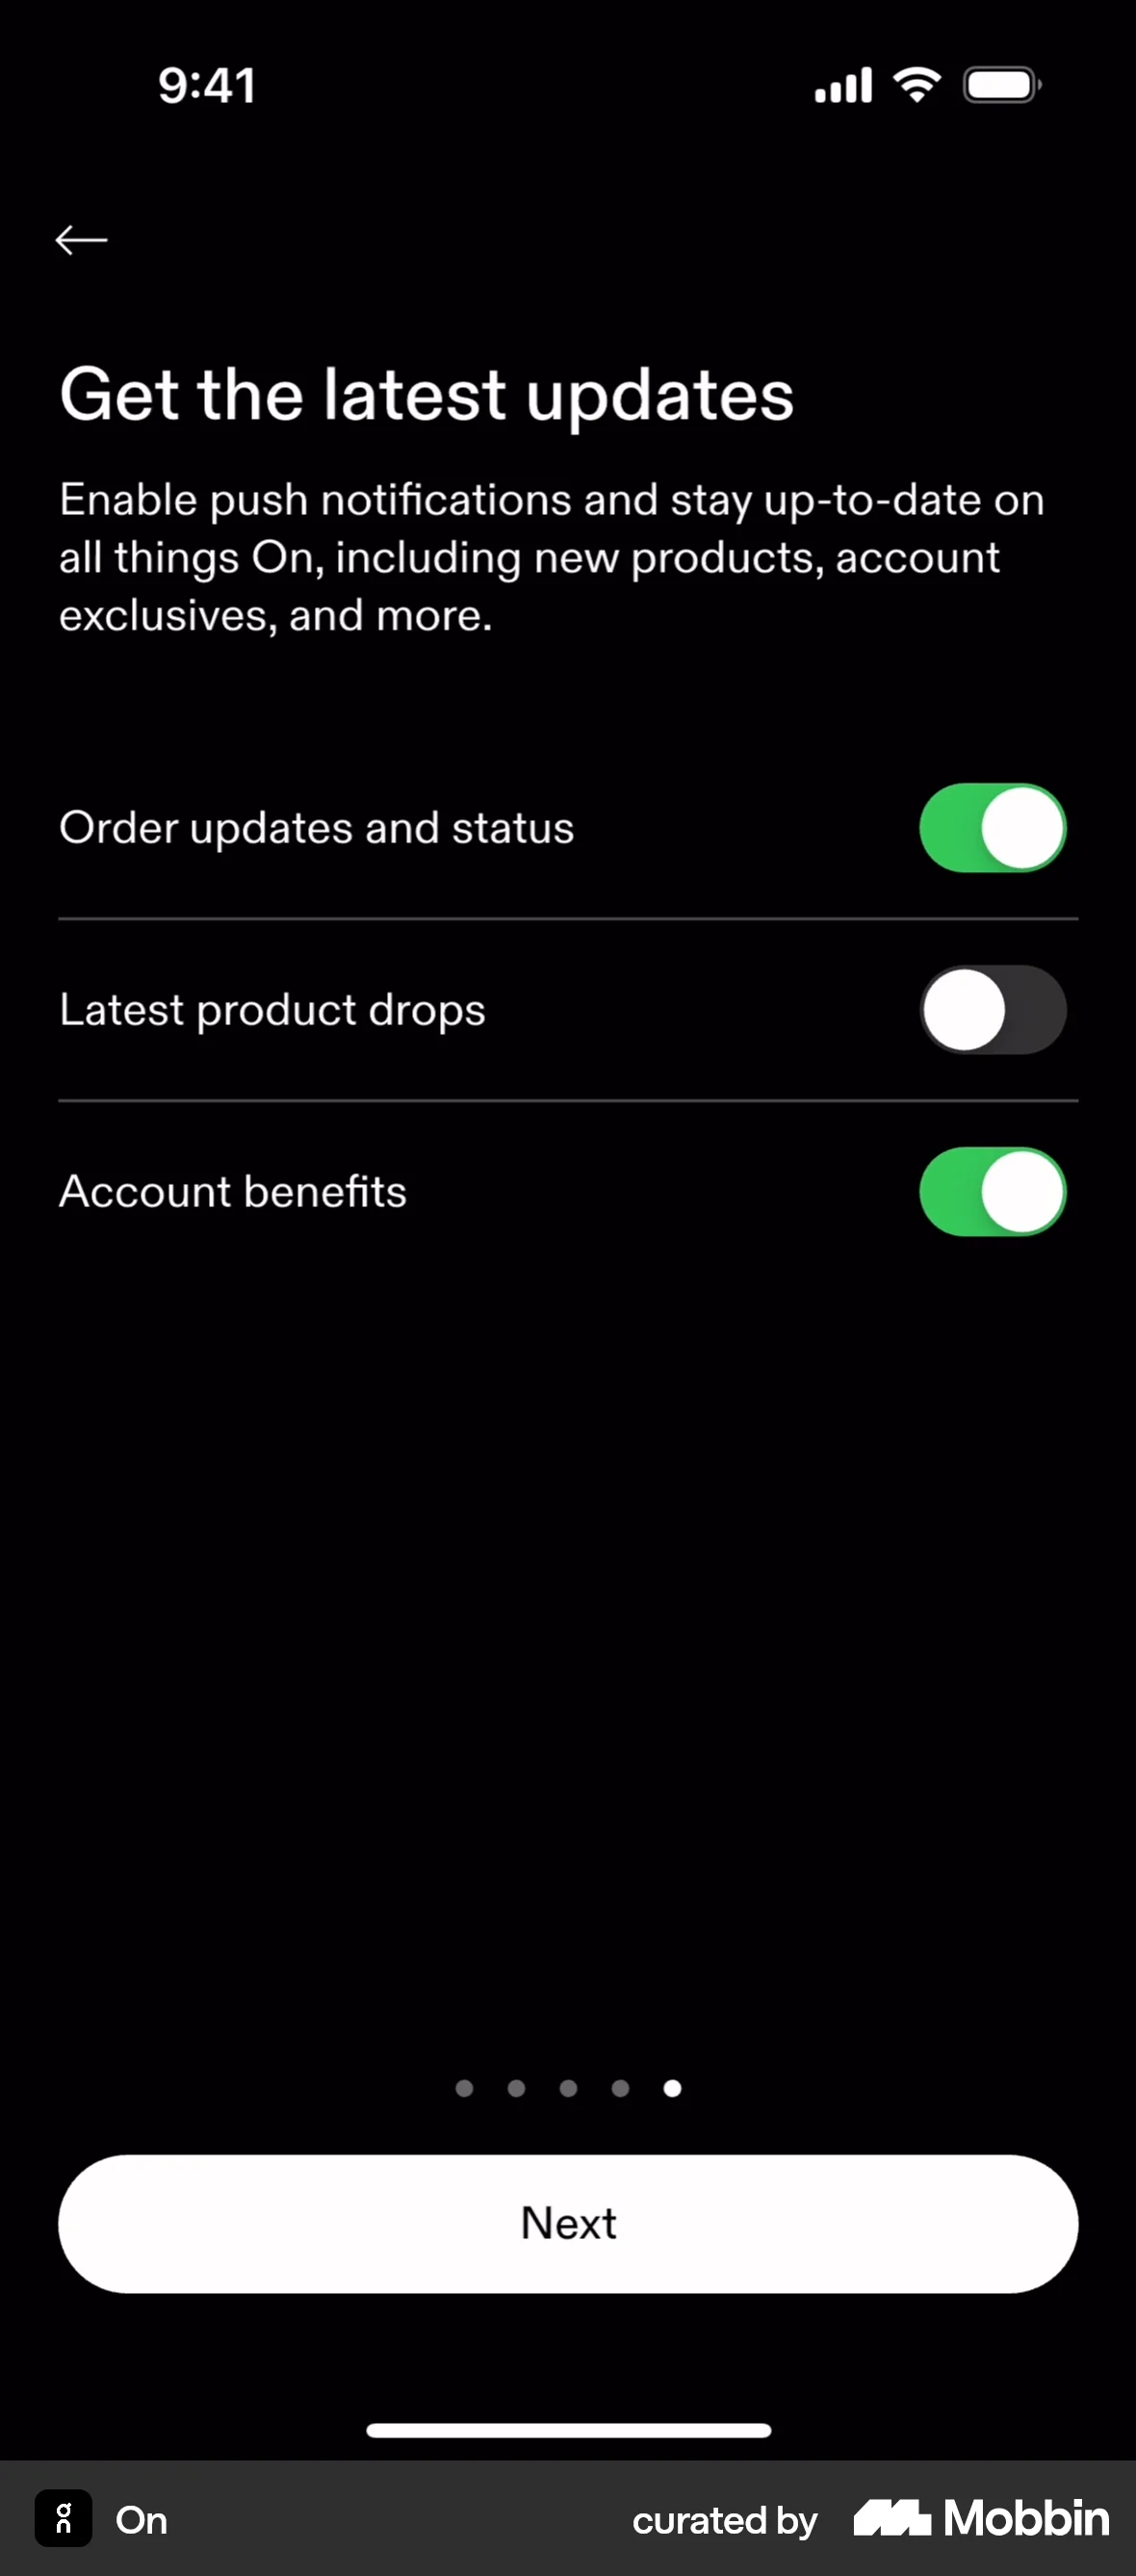 9:41
Get the latest updates
Enable push notifications and stay up-to-date on
all things On, including new products, account
exclusives, and more.
Order updates and status
Latest product drops
Account benefits
Next
On
curated by Mobbin